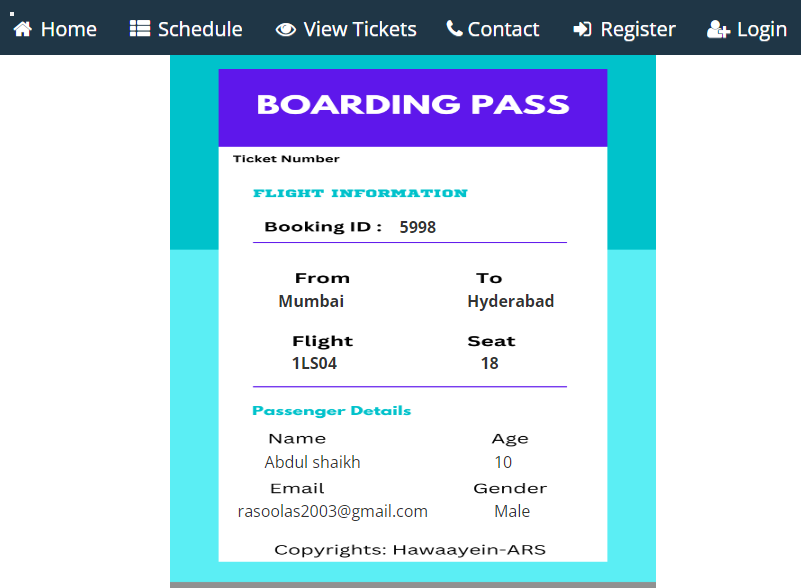 Home Schedule View Tickets Contact Register Login
BOARDING PASS
Ticket Number
FLIGHT INFORMATION
Booking ID : 5998
From To
Mumbai Hyderabad
Flight Seat
1LS04 18
Passenger Details
Name Age
Abdul shaikh 10
Email Gender
rasoolas2003@gmail.com Male
Copyrights: Hawaayein-ARS